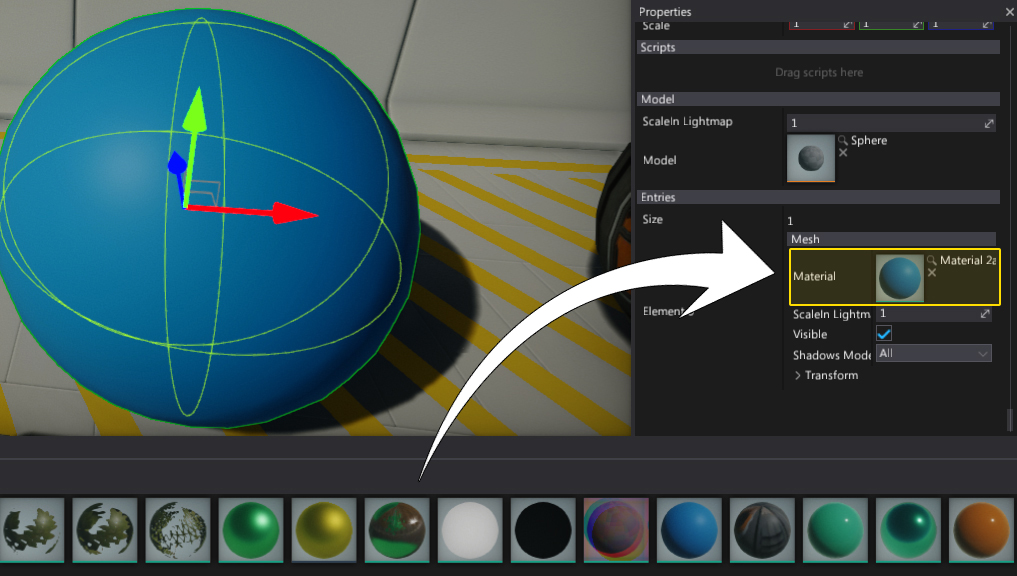 Properties
Scale
1
1
1
Scripts
Drag scripts here
Model
ScaleIn Lightmap
1
Sphere
Model
Entries
Size
1
Mesh
Material
Material 2a
ScaleIn Lightm
1
Visible
Shadows Mode
All
Transform